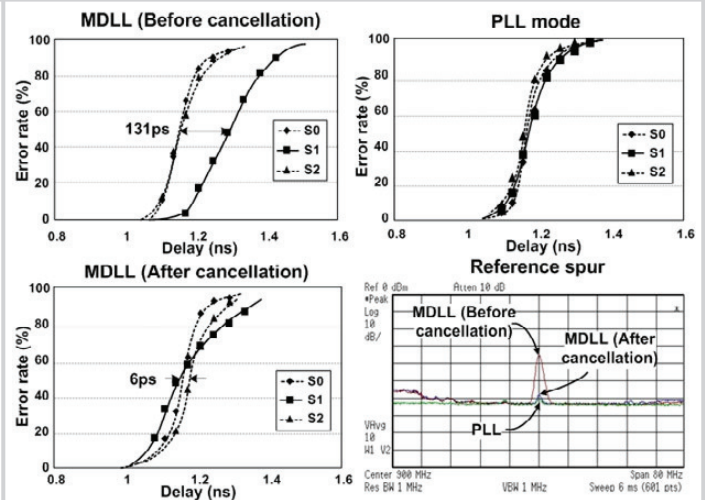 MDLL (Before cancellation)
100
80
60
40
20
0
Error rate (%)
131ps
S0
S1
S2
0.8
1
1.2
1.4
1.6
Delay (ns)
PLL mode
100
80
60
40
20
0
Error rate (%)
S0
S1
S2
0.8
1
1.2
1.4
1.6
Delay (ns)
MDLL (After cancellation)
100
80
60
40
20
0
Error rate (%)
6ps
S0
S1
S2
0.8
1
1.2
1.4
1.6
Delay (ns)
Reference spur
Ref 0 dBm Atten 10 dB
*Peak
Log
10
dB/
MDLL (Before
cancellation)
MDLL (After
cancellation)
PLL
VAvg
10
W1 V2
Center 900 MHz Span 80 MHz
Res BW 1 MHz VBW 1 MHz Sweep 6 ms (601 pts)